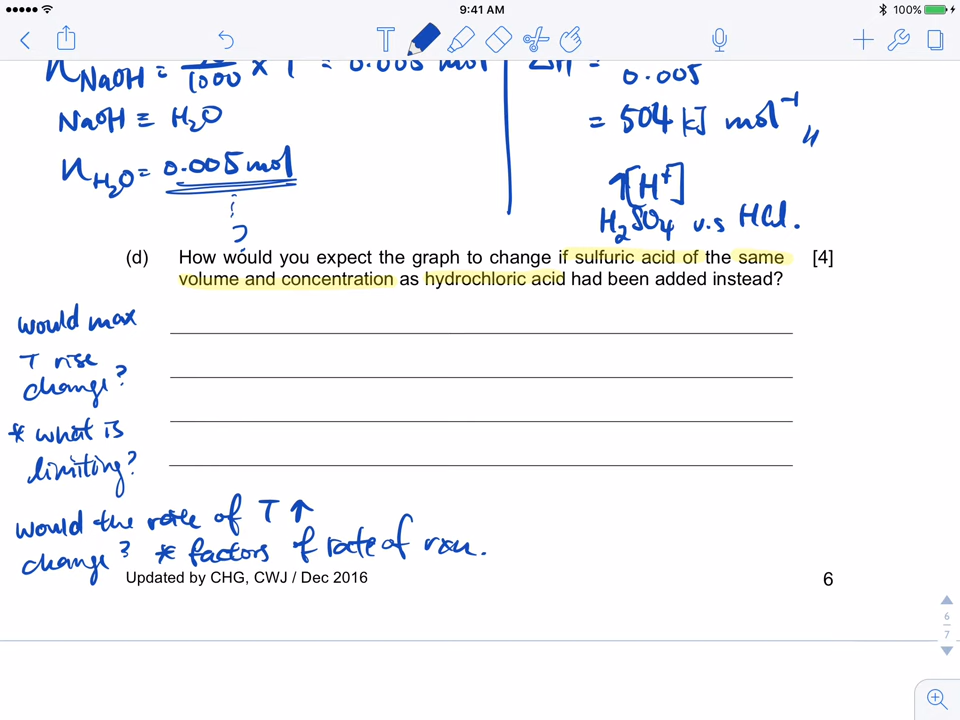 9:41 AM
100%
n NaOH = /1000 × 1 = 0.005 mol
ΔH =
0.005
NaOH ≡ H₂O
= 504 kJ mol⁻¹ //
n H₂O = 0.005 mol
↑[H⁺]
H₂SO₄ v.s HCl.
?
(d) How would you expect the graph to change if sulfuric acid of the same [4]
volume and concentration as hydrochloric acid had been added instead?
would max
T rise
change?
* what is
limiting?
would the rate of T ↑
change? * factors of rate of rxn.
Updated by CHG, CWJ / Dec 2016
6
6
7